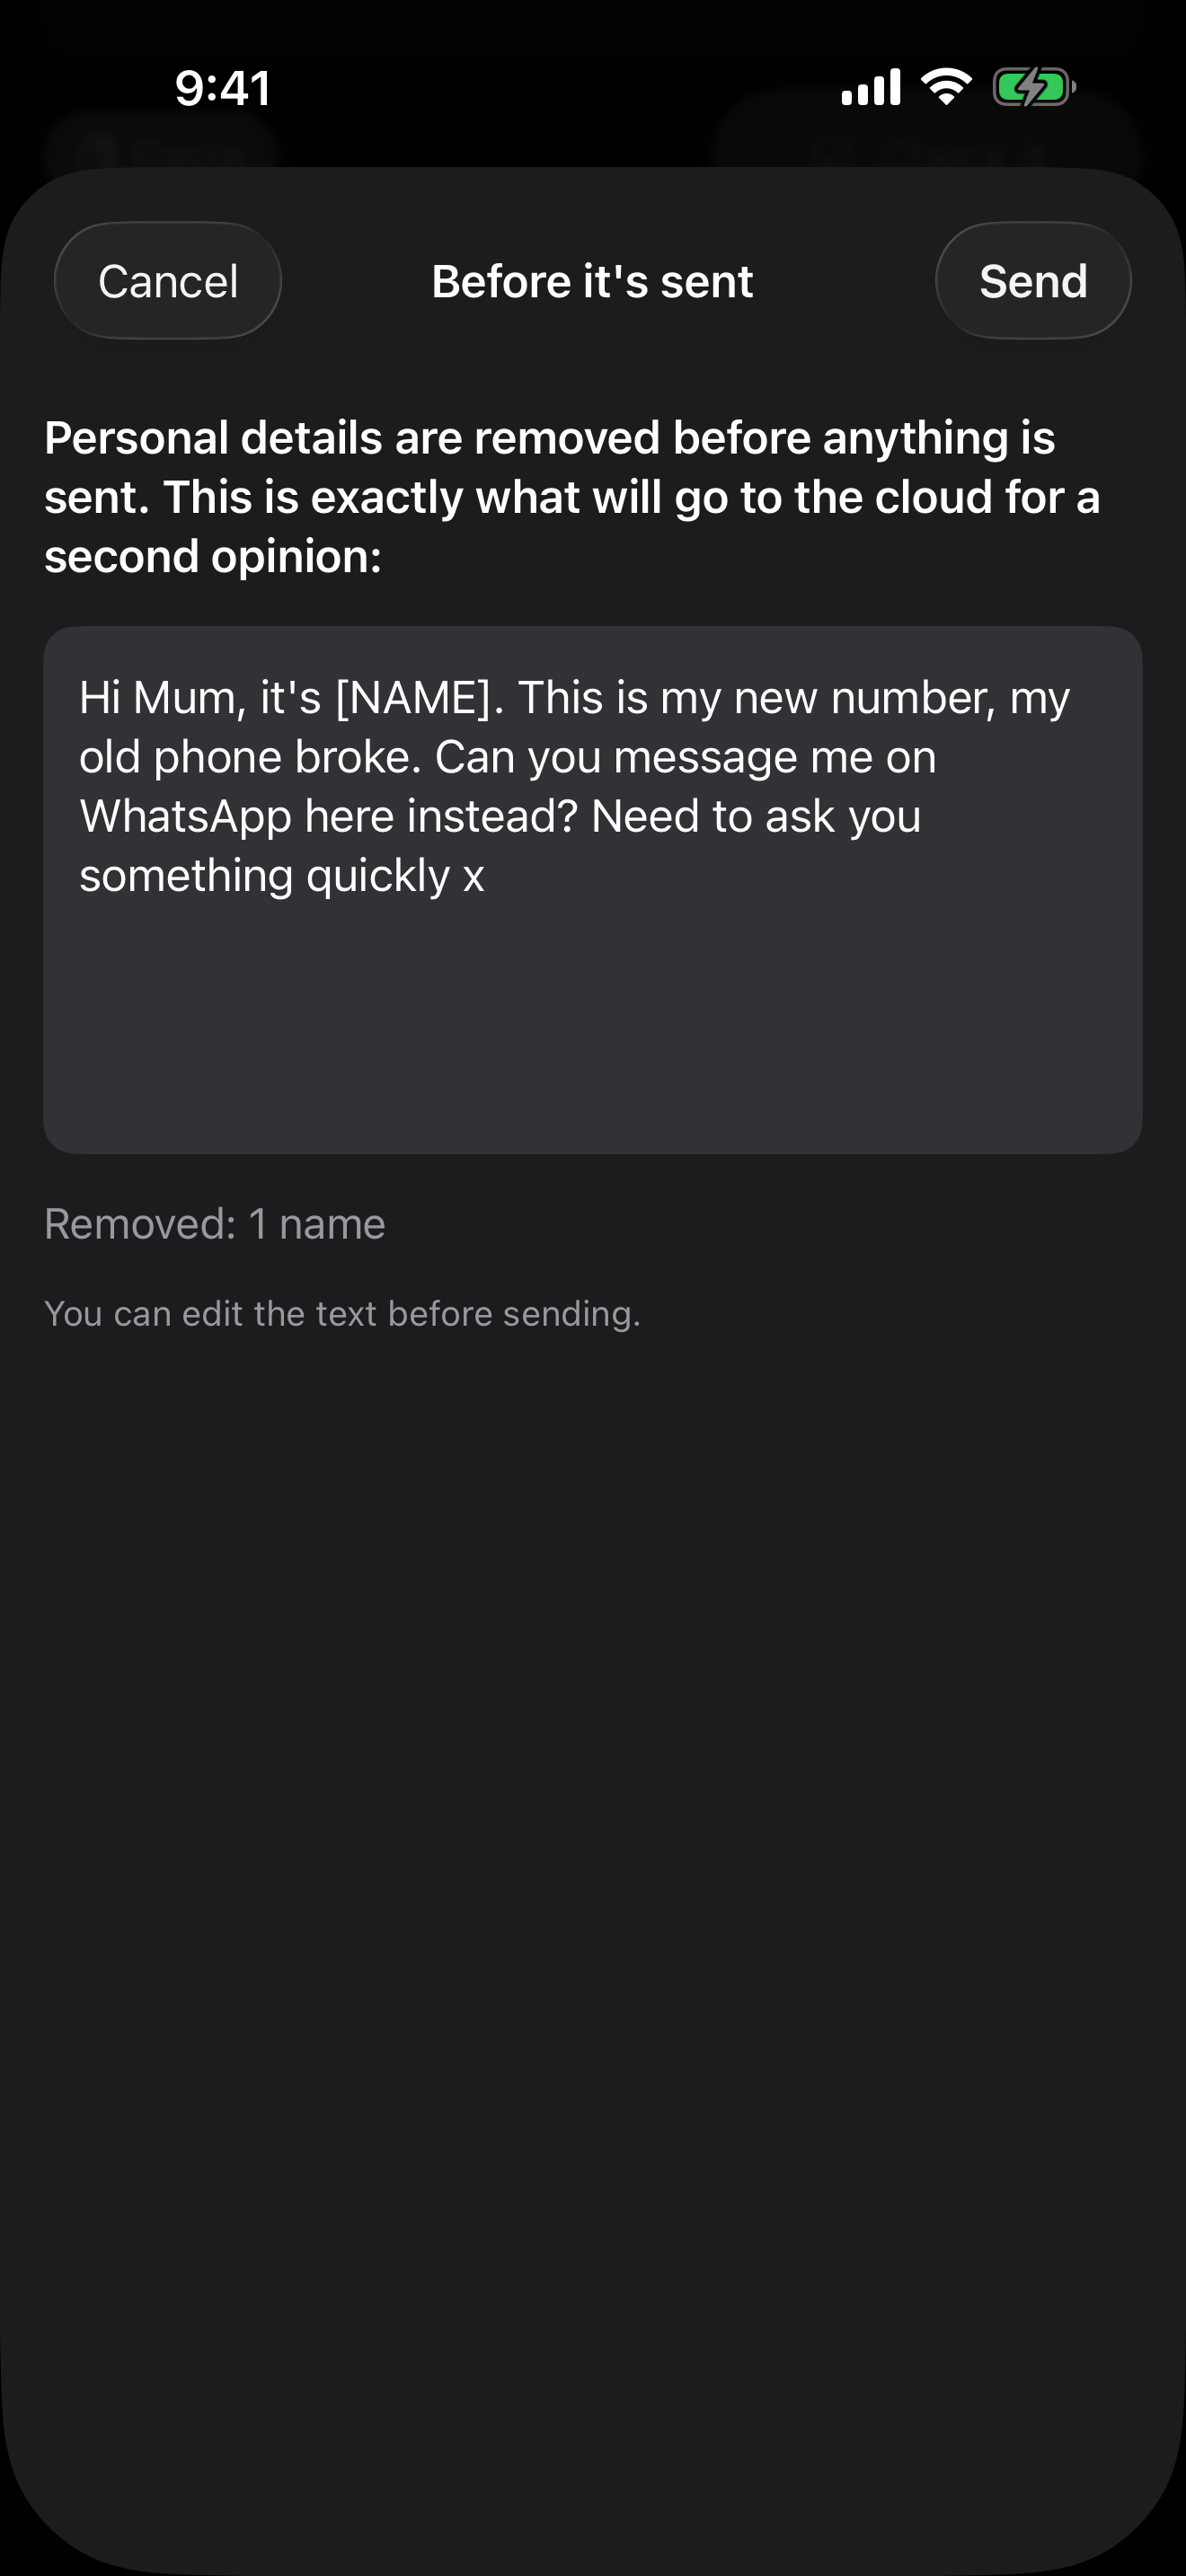 9:41
Cancel
Before it's sent
Send
Personal details are removed before anything is
sent. This is exactly what will go to the cloud for a
second opinion:
Hi Mum, it's [NAME]. This is my new number, my
old phone broke. Can you message me on
WhatsApp here instead? Need to ask you
something quickly x
Removed: 1 name
You can edit the text before sending.